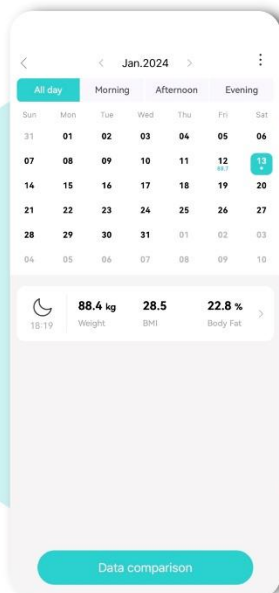 Jan.2024
All day Morning Afternoon Evening
Sun Mon Tue Wed Thu Fri Sat
31 01 02 03 04 05 06
07 08 09 10 11 12 13
14 15 16 17 18 19 20
21 22 23 24 25 26 27
28 29 30 31 01 02 03
04 05 06 07 08 09 10
88.4 kg 28.5 22.8 %
18:19 Weight BMI Body Fat
Data comparison